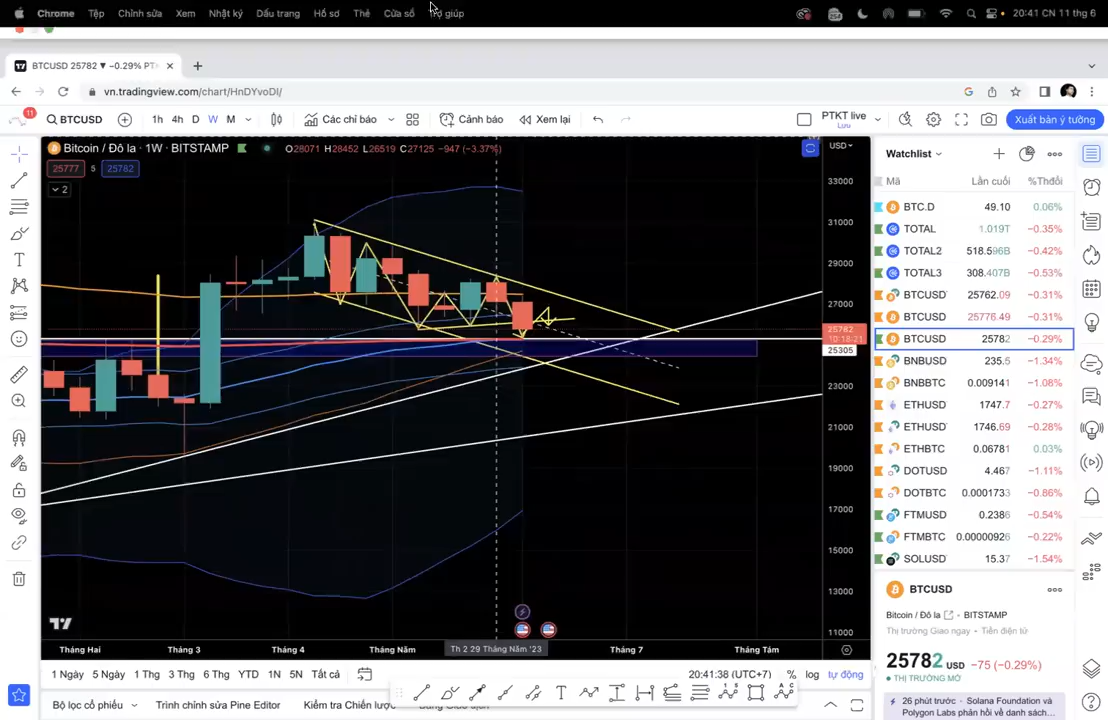 Chrome Tệp Chỉnh sửa Xem Nhật ký Dấu trang Hồ sơ Thẻ Cửa sổ Trợ giúp 20:41 CN 11 thg 6
BTCUSD 25782 ▼ −0.29% PT
vn.tradingview.com/chart/HnDYvoDl/
11
BTCUSD 1h 4h D W M Các chỉ báo Cảnh báo Xem lại PTKT live Lưu Xuất bản ý tưởng
Bitcoin / Đô la · 1W · BITSTAMP O28071 H28452 L26519 C27125 −947 (−3.37%)
USD
25777 5 25782
2
33000
31000
29000
27000
25762
10:18:21
25305
23000
21000
19000
17000
15000
13000
11000
Tháng Hai Tháng 3 Tháng 4 Tháng Năm Th 2 29 Tháng Năm '23 Tháng 7 Tháng Tám
1 Ngày 5 Ngày 1 Thg 3 Thg 6 Thg YTD 1N 5N Tất cả 20:41:38 (UTC+7) % log tự động
Bộ lọc cổ phiếu Trình chỉnh sửa Pine Editor Kiểm tra Chiến lược
Watchlist
Mã Lần cuối %Thđổi
BTC.D 49.10 0.06%
TOTAL 1.019T −0.35%
TOTAL2 518.596B −0.42%
TOTAL3 308.407B −0.53%
BTCUSD 25762.09 −0.31%
BTCUSD 25776.49 −0.31%
BTCUSD 25782 −0.29%
BNBUSD 235.5 −1.34%
BNBBTC 0.009141 −1.08%
ETHUSD 1747.7 −0.27%
ETHUSD 1746.69 −0.28%
ETHBTC 0.06781 0.03%
DOTUSD 4.467 −1.11%
DOTBTC 0.0001733 −0.86%
FTMUSD 0.2386 −0.54%
FTMBTC 0.00000926 −0.22%
SOLUSD 15.37 −1.54%
BTCUSD
Bitcoin / Đô la · BITSTAMP
Thị trường Giao ngay · Tiền điện tử
25782 USD −75 (−0.29%)
THỊ TRƯỜNG MỞ
26 phút trước · Solana Foundation và
Polygon Labs phản hồi về danh sách...